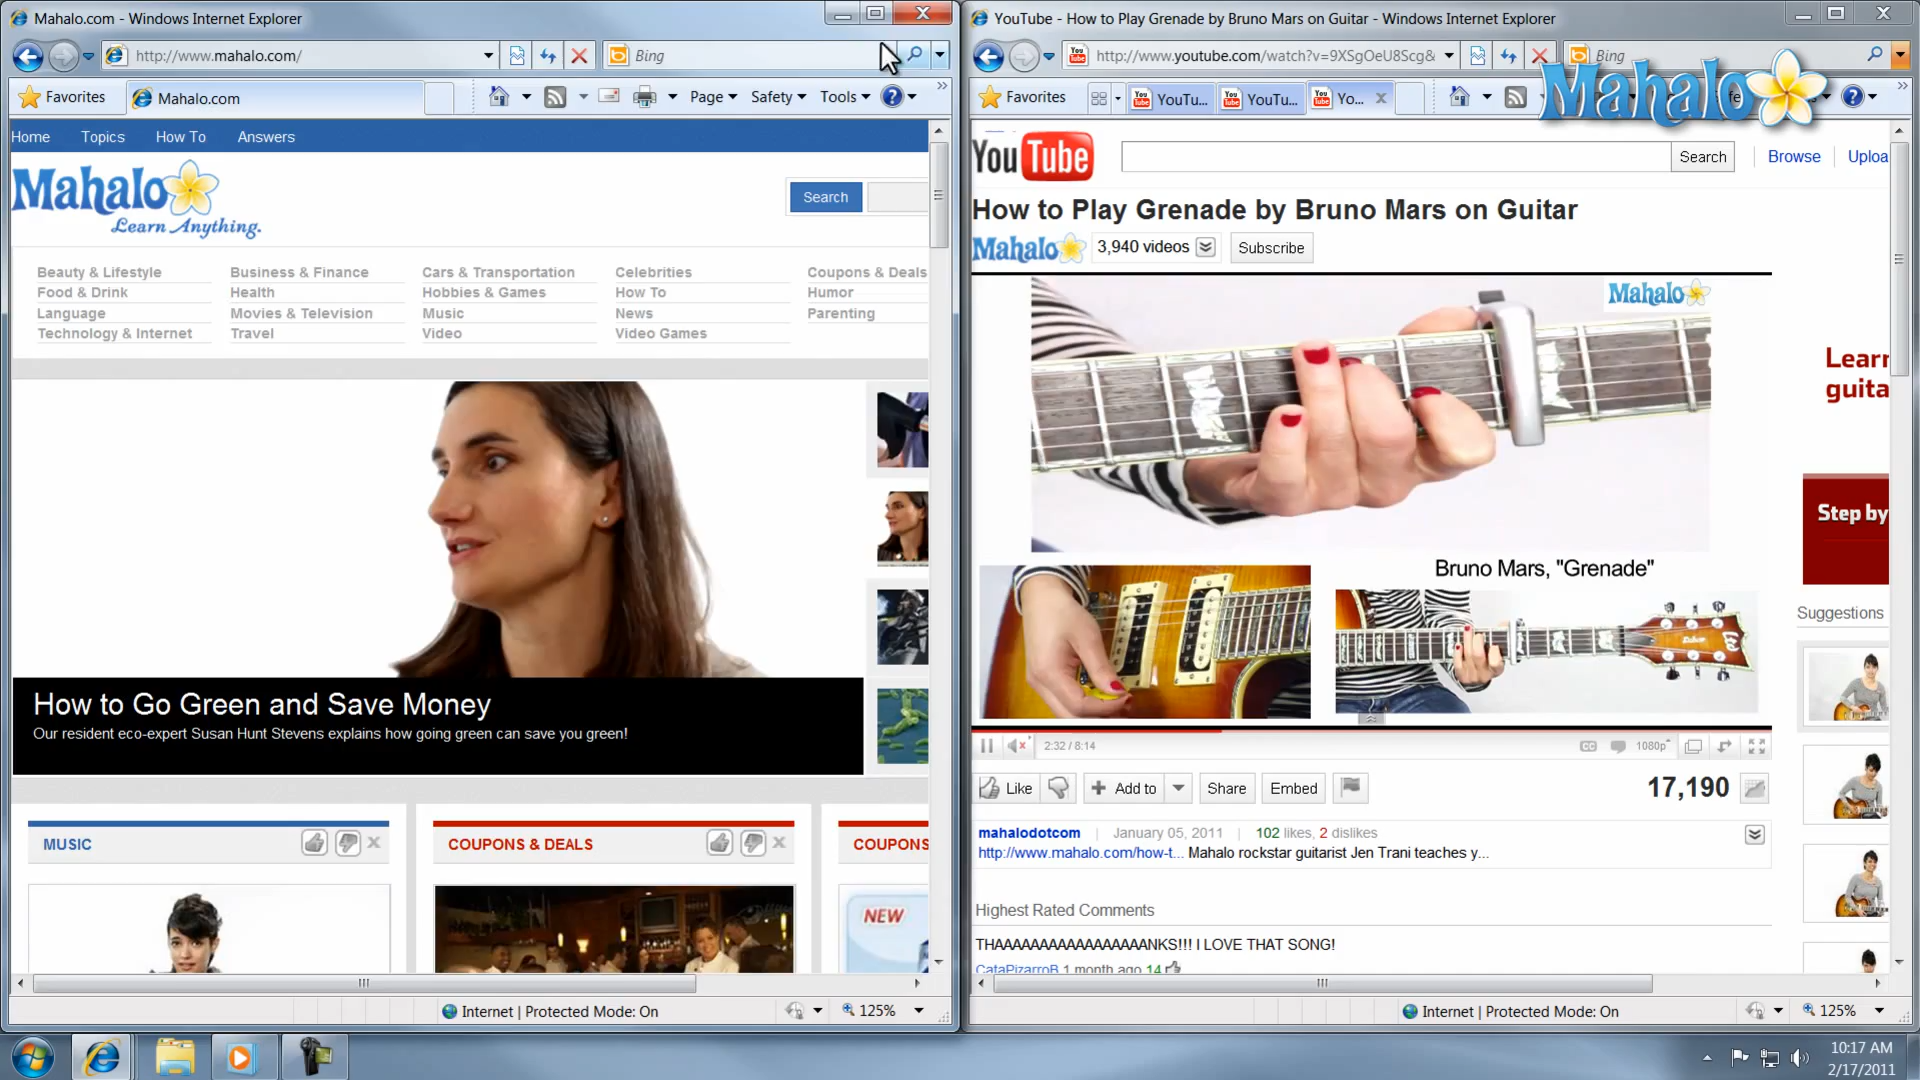 Mahalo.com - Windows Internet Explorer
http://www.mahalo.com/
Bing
Favorites
Mahalo.com
Page
Safety
Tools
Home
Topics
How To
Answers
Mahalo
Learn Anything.
Search
Beauty & Lifestyle
Business & Finance
Cars & Transportation
Celebrities
Coupons & Deals
Food & Drink
Health
Hobbies & Games
How To
Humor
Language
Movies & Television
Music
News
Parenting
Technology & Internet
Travel
Video
Video Games
How to Go Green and Save Money
Our resident eco-expert Susan Hunt Stevens explains how going green can save you green!
MUSIC
COUPONS & DEALS
COUPONS
NEW
Internet | Protected Mode: On
125%
YouTube - How to Play Grenade by Bruno Mars on Guitar - Windows Internet Explorer
http://www.youtube.com/watch?v=9XSgOeU8Scg&
Bing
Mahalo
Favorites
YouTu...
YouTu...
Yo...
YouTube
Search
Browse
Uploa
How to Play Grenade by Bruno Mars on Guitar
Mahalo
3,940 videos
Subscribe
Mahalo
Bruno Mars, "Grenade"
Learn
guita
Step by
Suggestions
2:32 / 8:14
CC
1080p
Like
Add to
Share
Embed
17,190
mahalodotcom
January 05, 2011
102 likes, 2 dislikes
http://www.mahalo.com/how-t... Mahalo rockstar guitarist Jen Trani teaches y...
Highest Rated Comments
THAAAAAAAAAAAAAAAAANKS!!! I LOVE THAT SONG!
CataPizarroB 1 month ago 14
Internet | Protected Mode: On
125%
10:17 AM
2/17/2011